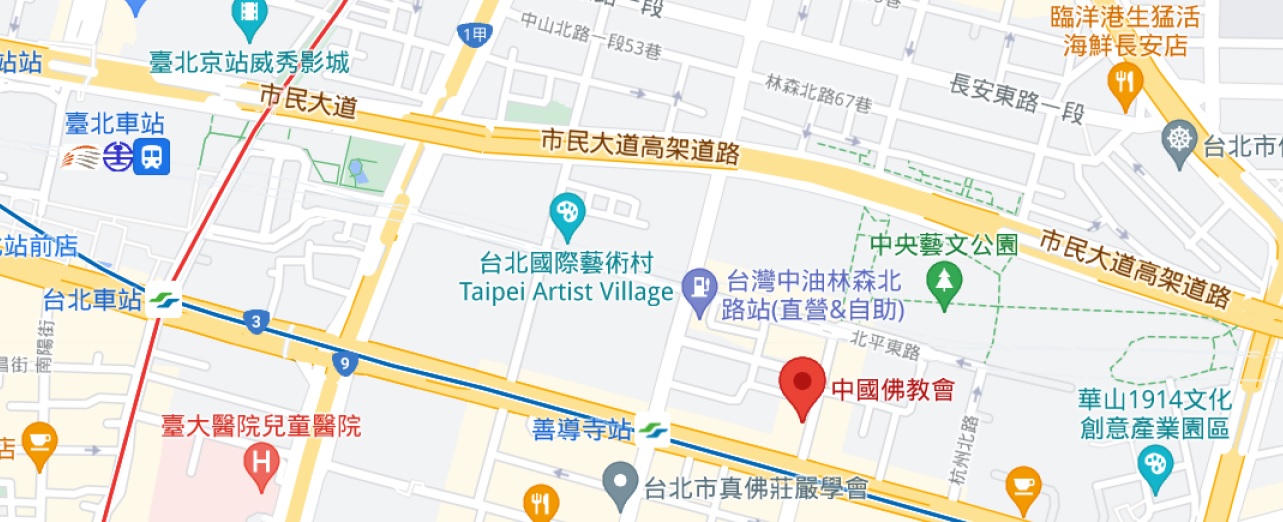 臨洋港生猛活
海鮮長安店
一段
1甲
中山北路一段53巷
站站
臺北京站威秀影城
林森北路67巷
長安東路一段
市民大道
臺北車站
市民大道高架道路
台北市
中央藝文公園
站前店
市民大道高架道路
台北國際藝術村
Taipei Artist Village
台灣中油林森北
路站(直營&自助)
台北車站
3
北平東路
南陽街
昌街
9
中國佛教會
華山1914文化
創意產業園區
臺大醫院兒童醫院
H
善導寺站
杭州北路
店
台北市真佛莊嚴學會